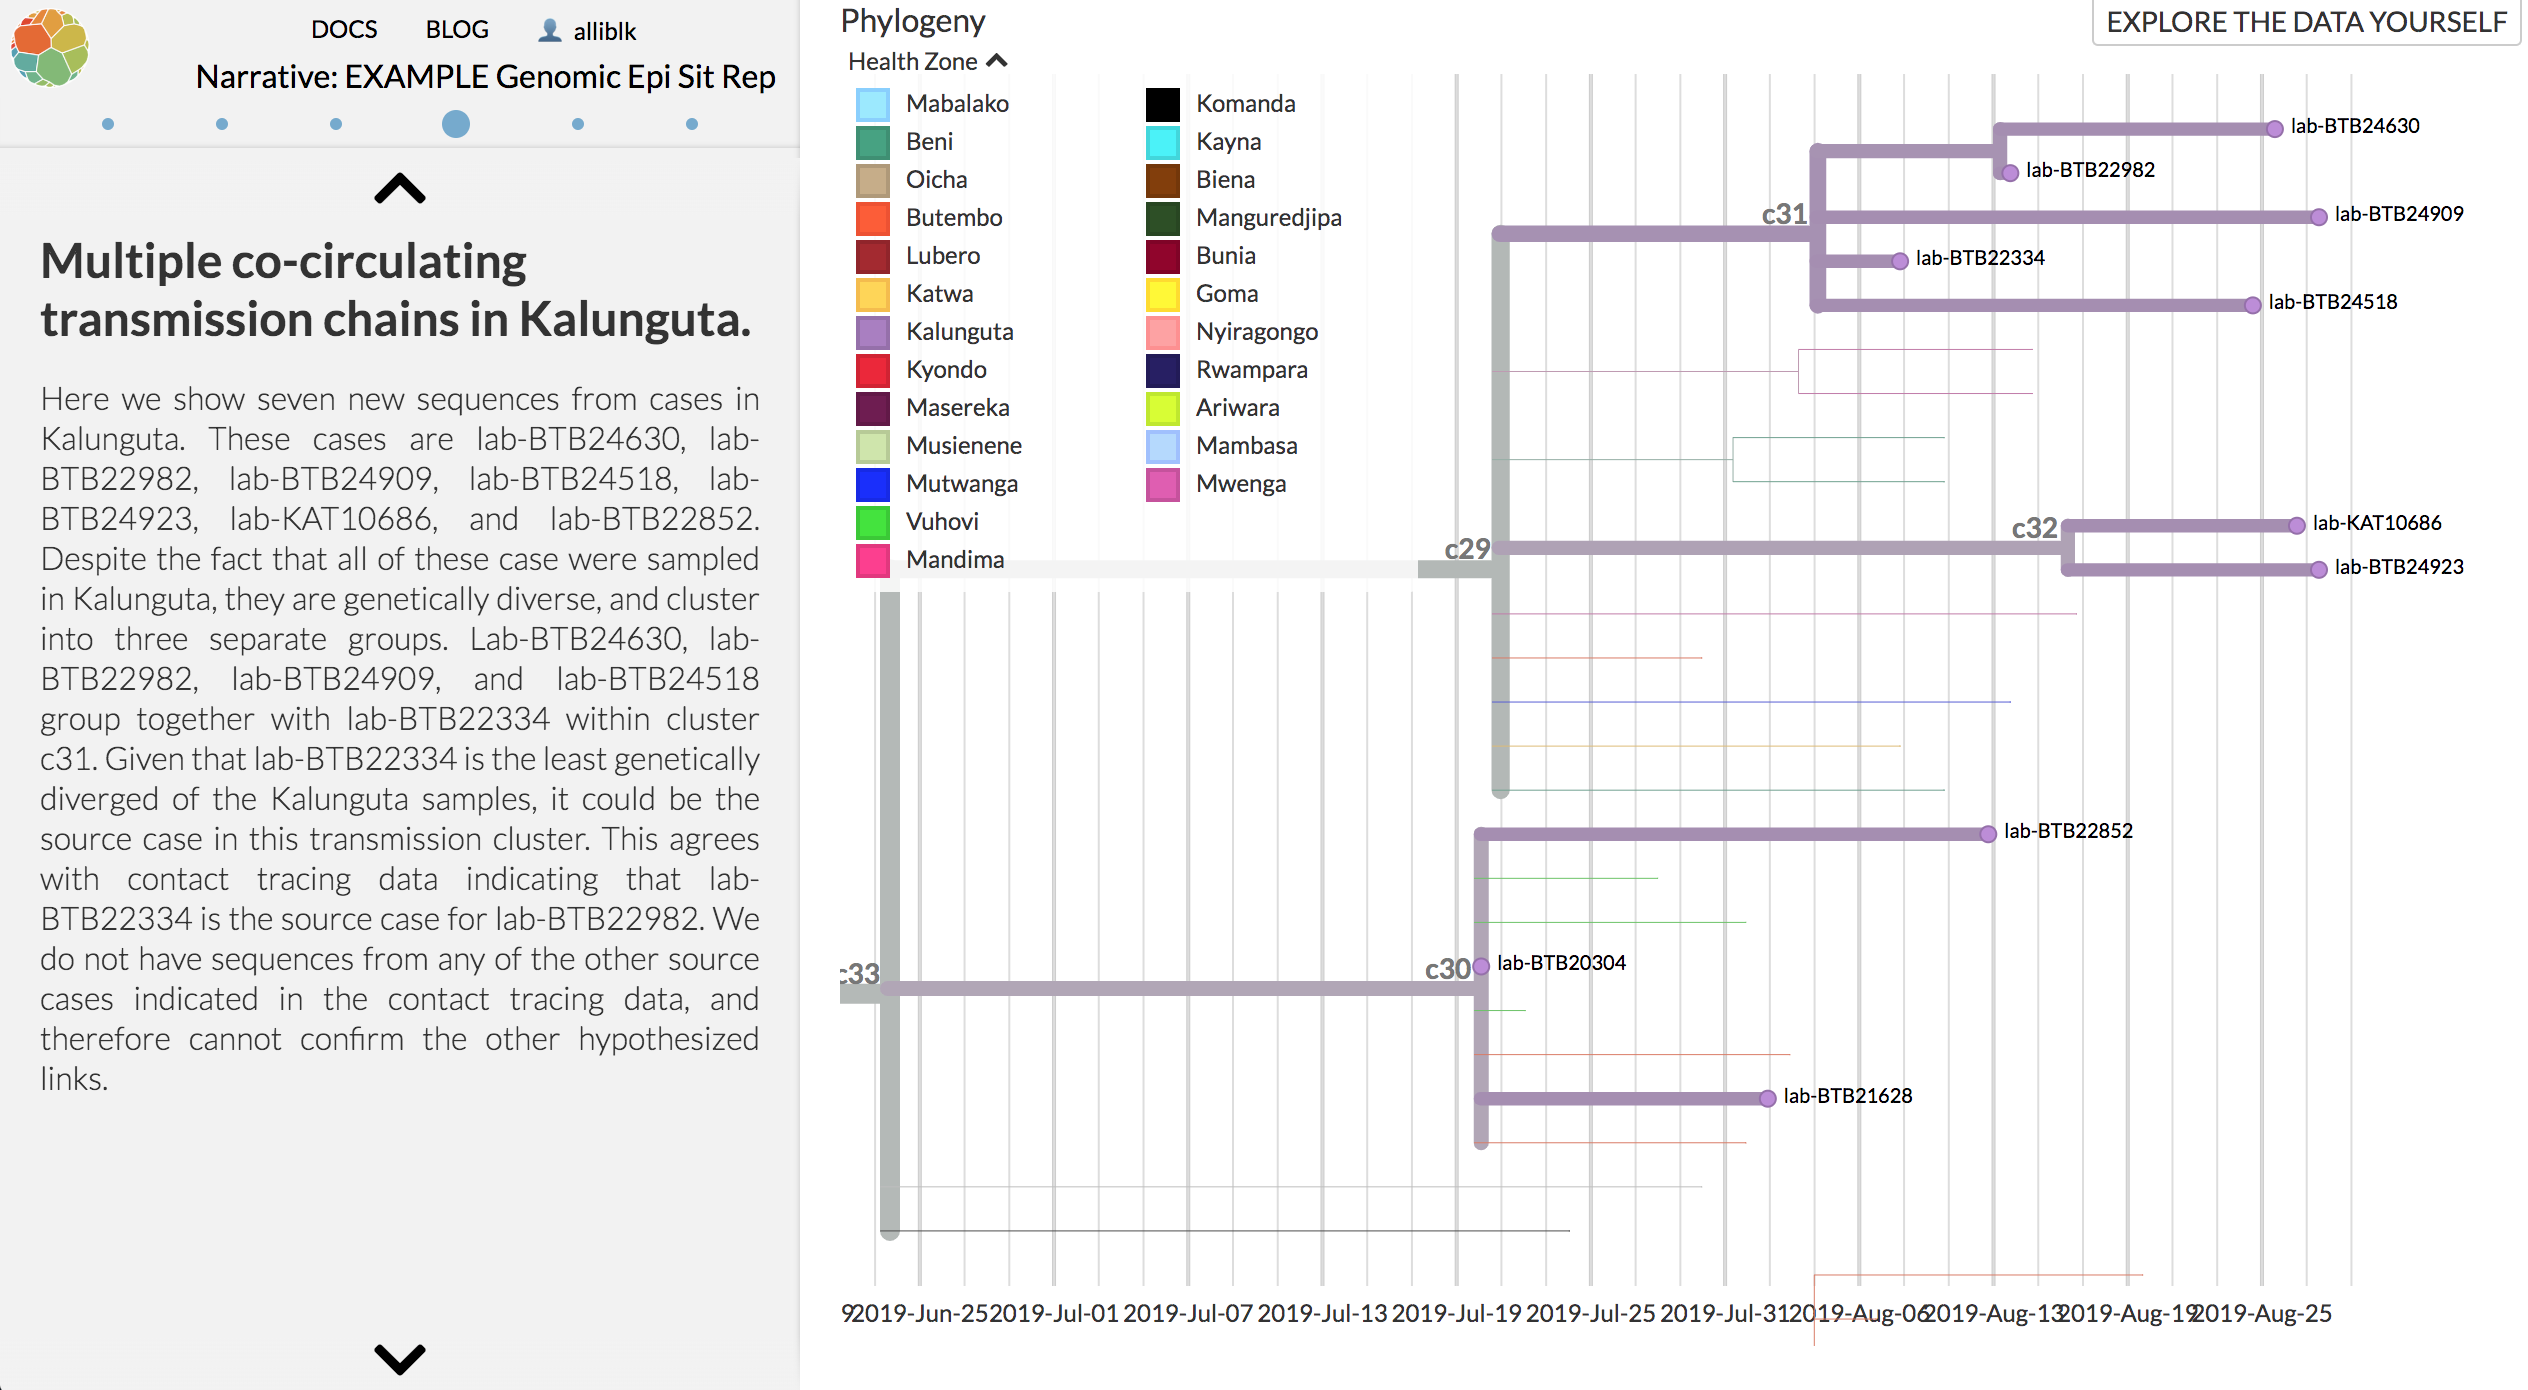 DOCS BLOG alliblk
Narrative: EXAMPLE Genomic Epi Sit Rep
Multiple co-circulating
transmission chains in Kalunguta.
Here we show seven new sequences from cases in
Kalunguta. These cases are lab-BTB24630, lab-
BTB22982, lab-BTB24909, lab-BTB24518, lab-
BTB24923, lab-KAT10686, and lab-BTB22852.
Despite the fact that all of these case were sampled
in Kalunguta, they are genetically diverse, and cluster
into three separate groups. Lab-BTB24630, lab-
BTB22982, lab-BTB24909, and lab-BTB24518
group together with lab-BTB22334 within cluster
c31. Given that lab-BTB22334 is the least genetically
diverged of the Kalunguta samples, it could be the
source case in this transmission cluster. This agrees
with contact tracing data indicating that lab-
BTB22334 is the source case for lab-BTB22982. We
do not have sequences from any of the other source
cases indicated in the contact tracing data, and
therefore cannot confirm the other hypothesized
links.
Phylogeny
EXPLORE THE DATA YOURSELF
Health Zone
Mabalako
Beni
Oicha
Butembo
Lubero
Katwa
Kalunguta
Kyondo
Masereka
Musienene
Mutwanga
Vuhovi
Mandima
Komanda
Kayna
Biena
Manguredjipa
Bunia
Goma
Nyiragongo
Rwampara
Ariwara
Mambasa
Mwenga
lab-BTB24630
lab-BTB22982
c31
lab-BTB24909
lab-BTB22334
lab-BTB24518
c29
c32
lab-KAT10686
lab-BTB24923
lab-BTB22852
c33
c30
lab-BTB20304
lab-BTB21628
9 2019-Jun-25 2019-Jul-01 2019-Jul-07 2019-Jul-13 2019-Jul-19 2019-Jul-25 2019-Jul-31 2019-Aug-06 2019-Aug-13 2019-Aug-19 2019-Aug-25